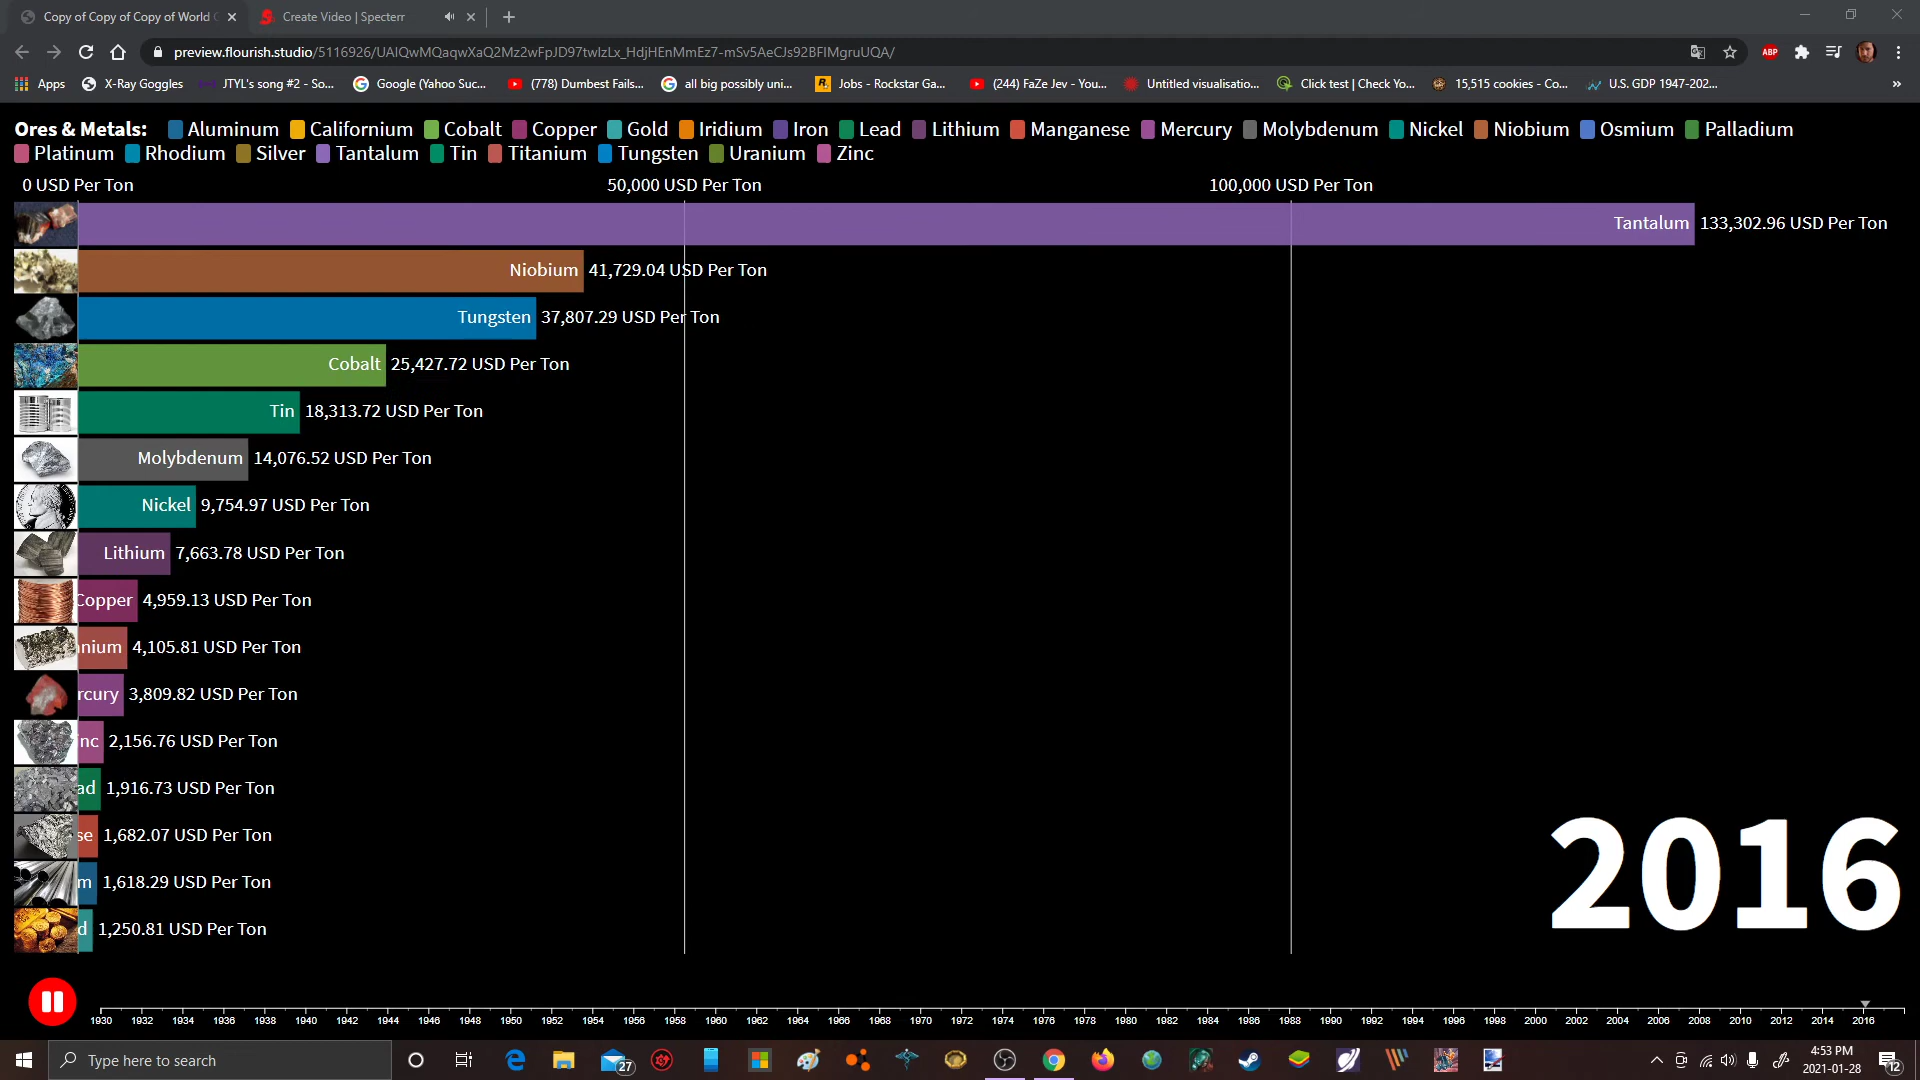 Copy of Copy of Copy of World
Create Video | Specterr
preview.flourish.studio/5116926/UAlQwMQaqwXaQ2Mz2wFpJD97twlzLx_HdjHEnMmEz7-mSv5AeCJs92BFIMgruUQA/
ABP
Apps
X-Ray Goggles
JTYL's song #2 - So...
Google (Yahoo Suc...
(778) Dumbest Fails...
all big possibly uni...
Jobs - Rockstar Ga...
(244) FaZe Jev - You...
Untitled visualisatio...
Click test | Check Yo...
15,515 cookies - Co...
U.S. GDP 1947-202...
»
Ores & Metals: Aluminum Californium Cobalt Copper Gold Iridium Iron Lead Lithium Manganese Mercury Molybdenum Nickel Niobium Osmium Palladium
Platinum Rhodium Silver Tantalum Tin Titanium Tungsten Uranium Zinc
0 USD Per Ton 50,000 USD Per Ton 100,000 USD Per Ton
Tantalum 133,302.96 USD Per Ton
Niobium 41,729.04 USD Per Ton
Tungsten 37,807.29 USD Per Ton
Cobalt 25,427.72 USD Per Ton
Tin 18,313.72 USD Per Ton
Molybdenum 14,076.52 USD Per Ton
Nickel 9,754.97 USD Per Ton
Lithium 7,663.78 USD Per Ton
Copper 4,959.13 USD Per Ton
nium 4,105.81 USD Per Ton
rcury 3,809.82 USD Per Ton
nc 2,156.76 USD Per Ton
ad 1,916.73 USD Per Ton
se 1,682.07 USD Per Ton
m 1,618.29 USD Per Ton
d 1,250.81 USD Per Ton
2016
1930 1932 1934 1936 1938 1940 1942 1944 1946 1948 1950 1952 1954 1956 1958 1960 1962 1964 1966 1968 1970 1972 1974 1976 1978 1980 1982 1984 1986 1988 1990 1992 1994 1996 1998 2000 2002 2004 2006 2008 2010 2012 2014 2016
Type here to search
27
4:53 PM
2021-01-28
12